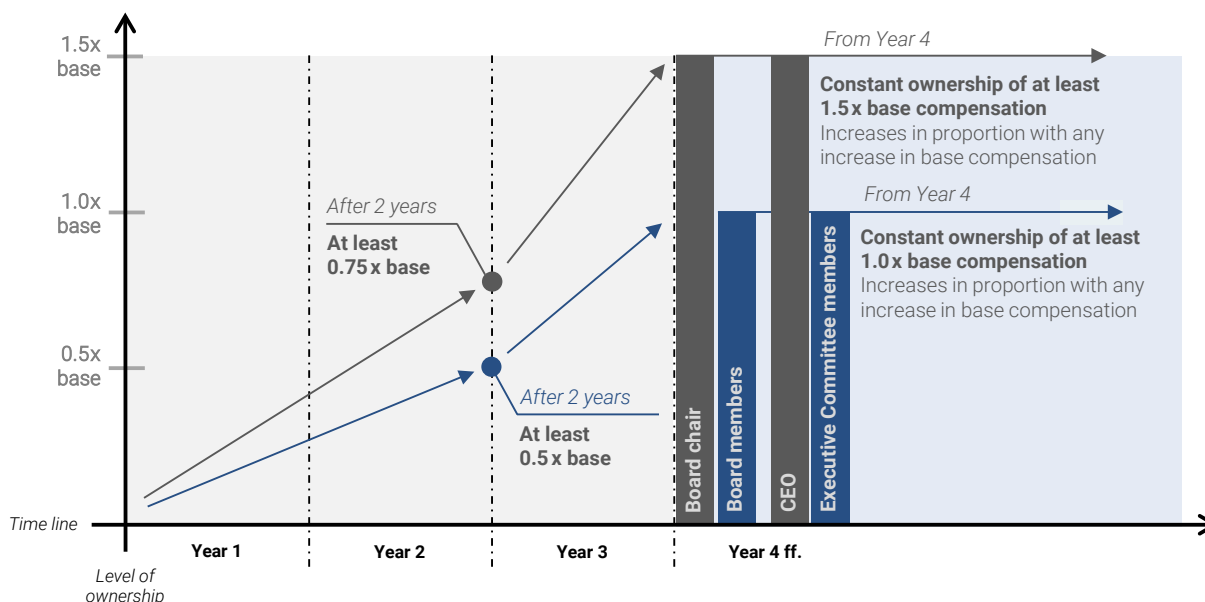 1.5x
base
From Year 4
Constant ownership of at least
1.5x base compensation
Increases in proportion with any
increase in base compensation
1.0x
base
After 2 years
At least
0.75x base
From Year 4
Constant ownership of at least
1.0x base compensation
Increases in proportion with any
increase in base compensation
0.5x
base
After 2 years
At least
0.5x base
Board chair
Board members
CEO
Executive Committee members
Time line
Year 1
Year 2
Year 3
Year 4 ff.
Level of
ownership